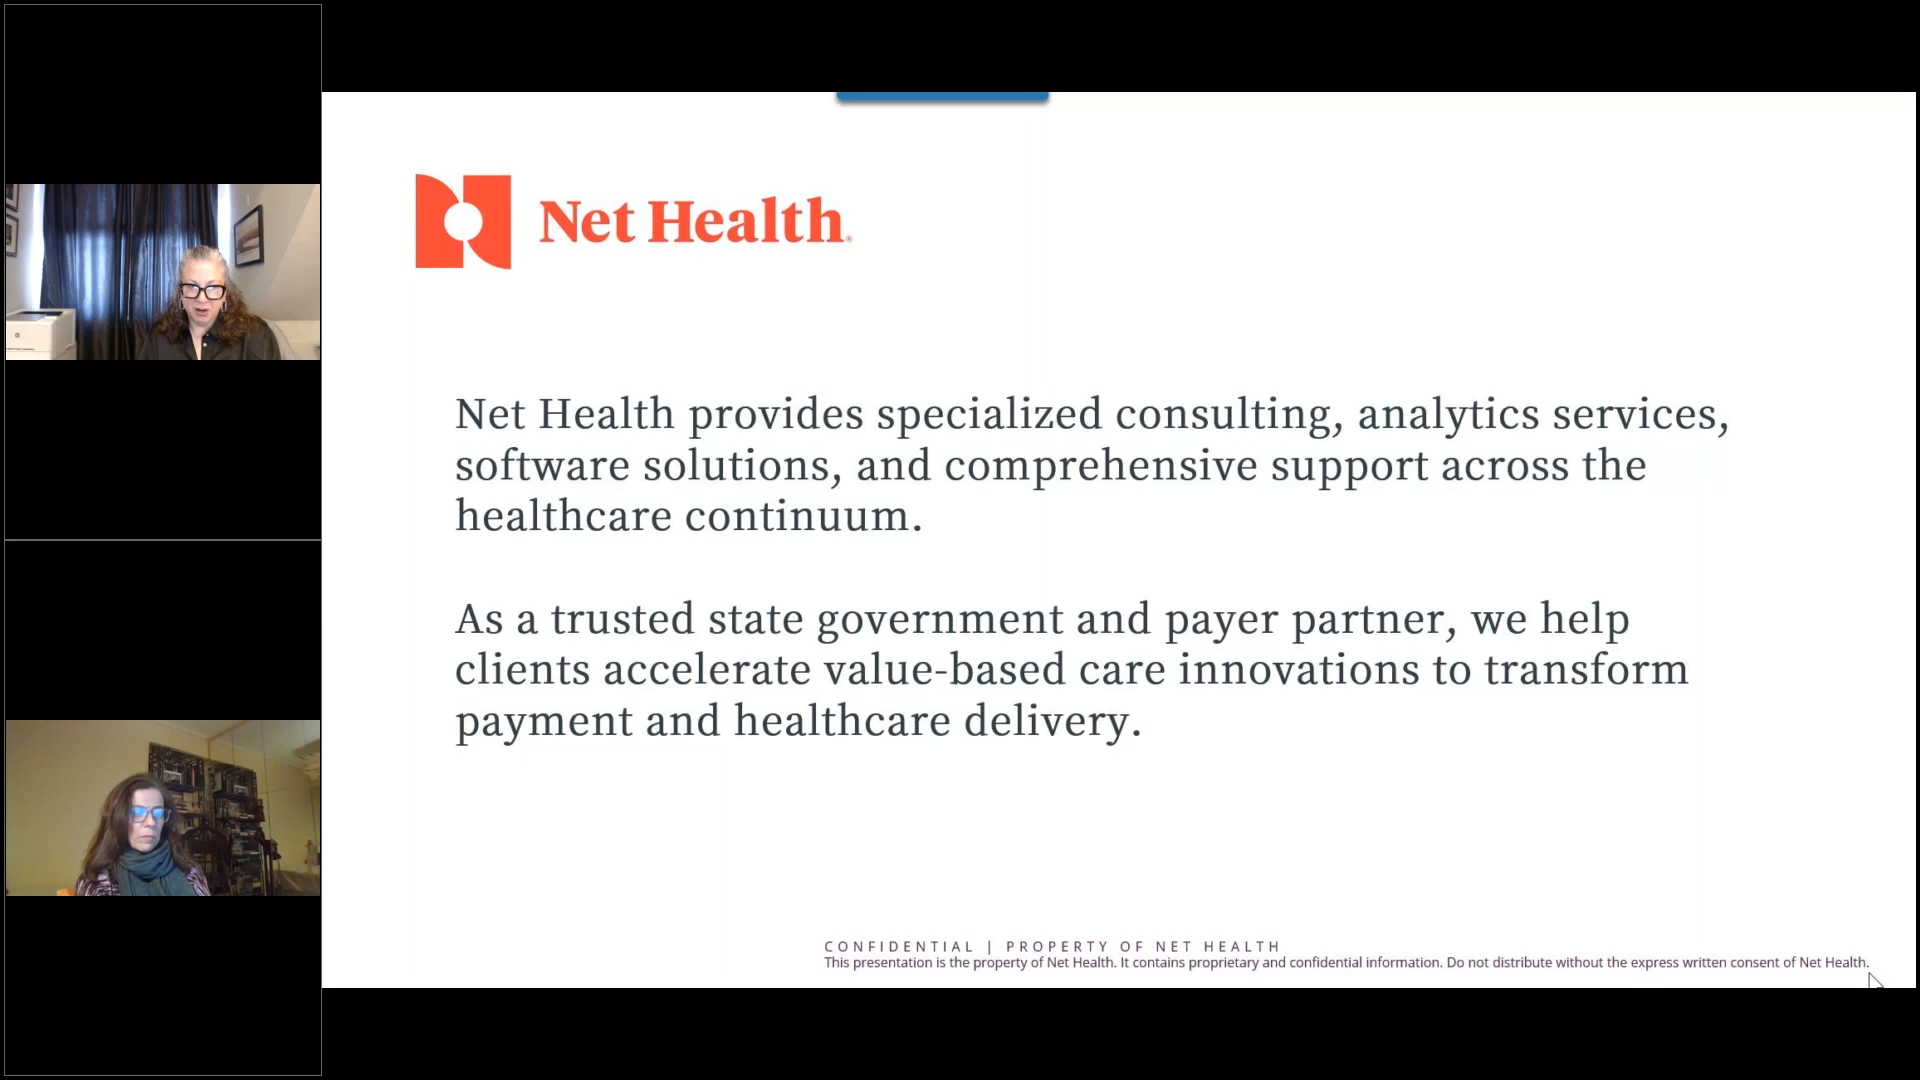 Net Health®
Net Health provides specialized consulting, analytics services,
software solutions, and comprehensive support across the
healthcare continuum.
As a trusted state government and payer partner, we help
clients accelerate value-based care innovations to transform
payment and healthcare delivery.
CONFIDENTIAL | PROPERTY OF NET HEALTH
This presentation is the property of Net Health. It contains proprietary and confidential information. Do not distribute without the express written consent of Net Health.